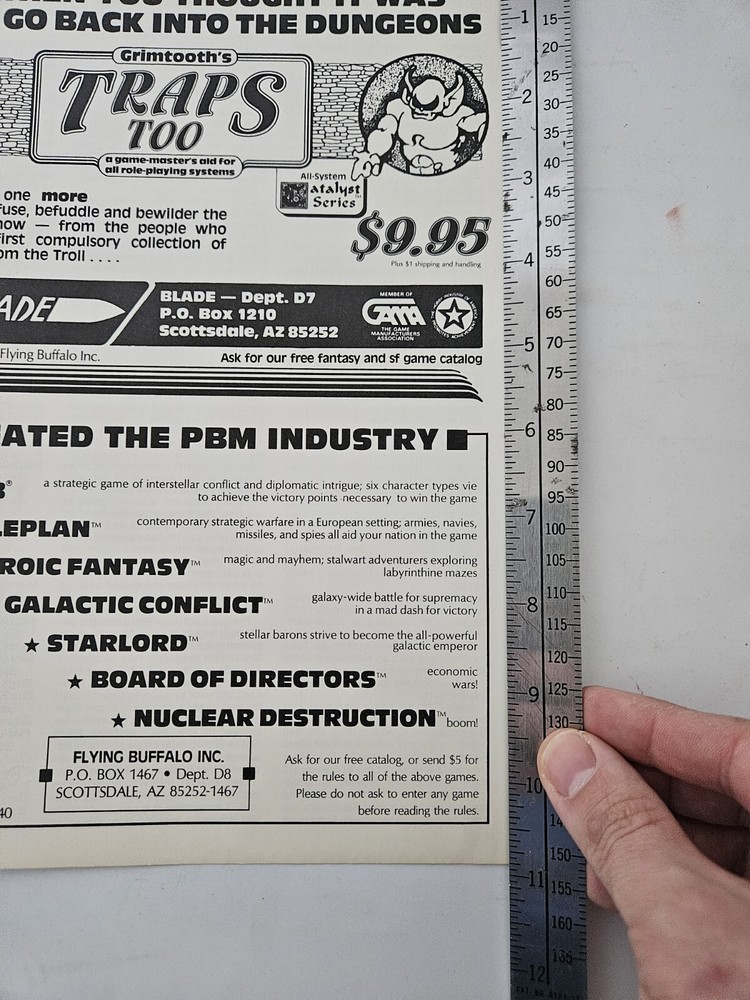 GO BACK INTO THE DUNGEONS
Grimtooth's
TRAPS
TOO
a game-master's aid for
all role-playing systems
All-System
Catalyst
Series™
one more
fuse, befuddle and bewilder the
now — from the people who
first compulsory collection of
om the Troll . . . .
$9.95
Plus $1 shipping and handling
ADE
BLADE — Dept. D7
P.O. Box 1210
Scottsdale, AZ 85252
MEMBER OF
GAMA
THE GAME
MANUFACTURERS
ASSOCIATION
Flying Buffalo Inc.
Ask for our free fantasy and sf game catalog
EATED THE PBM INDUSTRY
®
a strategic game of interstellar conflict and diplomatic intrigue; six character types vie
to achieve the victory points necessary to win the game
LEPLAN™
contemporary strategic warfare in a European setting; armies, navies,
missiles, and spies all aid your nation in the game
ROIC FANTASY™
magic and mayhem; stalwart adventurers exploring
labyrinthine mazes
GALACTIC CONFLICT™
galaxy-wide battle for supremacy
in a mad dash for victory
★ STARLORD™
stellar barons strive to become the all-powerful
galactic emperor
★ BOARD OF DIRECTORS™
economic
wars!
★ NUCLEAR DESTRUCTION™
boom!
FLYING BUFFALO INC.
P.O. BOX 1467 • Dept. D8
SCOTTSDALE, AZ 85252-1467
Ask for our free catalog, or send $5 for
the rules to all of the above games.
Please do not ask to enter any game
before reading the rules.
40
1
2
3
4
5
6
7
8
9
10
11
12
15
20
25
30
35
40
45
50
55
60
65
70
75
80
85
90
95
100
105
110
115
120
125
130
150
155
160
165